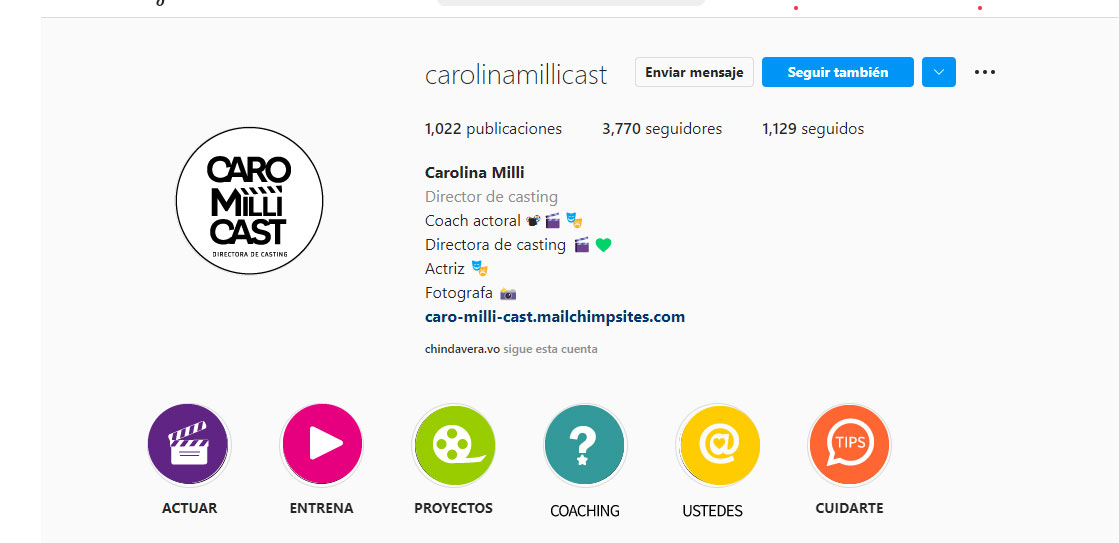 carolinamillicast
Enviar mensaje
Seguir también
1,022 publicaciones
3,770 seguidores
1,129 seguidos
CARO
MILLI
CAST
DIRECTORA DE CASTING
Carolina Milli
Director de casting
Coach actoral
Directora de casting
Actriz
Fotografa
caro-milli-cast.mailchimpsites.com
chindavera.vo sigue esta cuenta
?
@
TIPS
ACTUAR
ENTRENA
PROYECTOS
COACHING
USTEDES
CUIDARTE